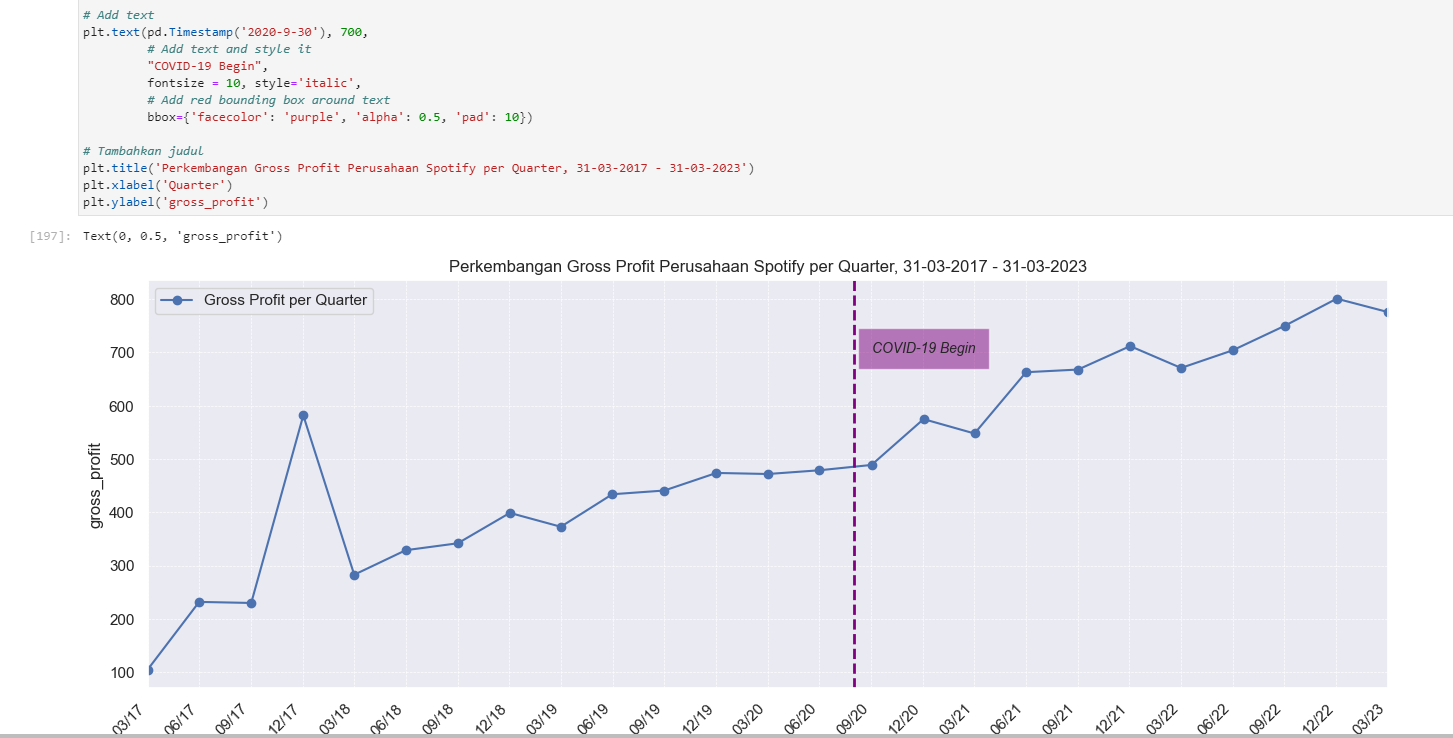 # Add text
plt.text(pd.Timestamp('2020-9-30'), 700,
# Add text and style it
"COVID-19 Begin",
fontsize = 10, style='italic',
# Add red bounding box around text
bbox={'facecolor': 'purple', 'alpha': 0.5, 'pad': 10})
# Tambahkan judul
plt.title('Perkembangan Gross Profit Perusahaan Spotify per Quarter, 31-03-2017 - 31-03-2023')
plt.xlabel('Quarter')
plt.ylabel('gross_profit')
[197]: Text(0, 0.5, 'gross_profit')
Perkembangan Gross Profit Perusahaan Spotify per Quarter, 31-03-2017 - 31-03-2023
Gross Profit per Quarter
COVID-19 Begin
800
700
600
500
400
300
200
100
gross_profit
03/17 06/17 09/17 12/17 03/18 06/18 09/18 12/18 03/19 06/19 09/19 12/19 03/20 06/20 09/20 12/20 03/21 06/21 09/21 12/21 03/22 06/22 09/22 12/22 03/23